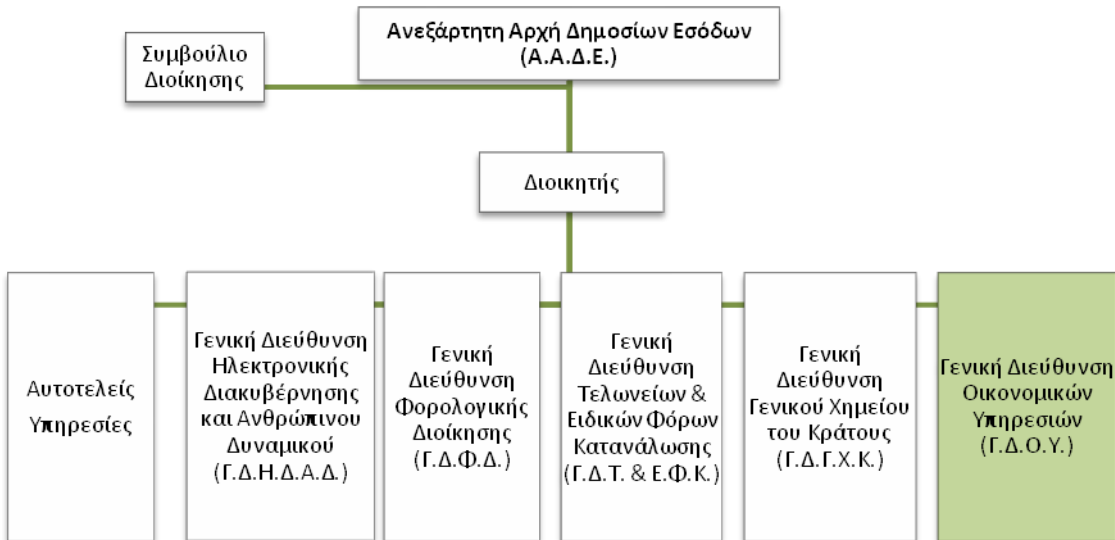 Ανεξάρτητη Αρχή Δημοσίων Εσόδων
(Α.Α.Δ.Ε.)
Συμβούλιο
Διοίκησης
Διοικητής
Αυτοτελείς
Υπηρεσίες
Γενική Διεύθυνση
Ηλεκτρονικής
Διακυβέρνησης
και Ανθρώπινου
Δυναμικού
(Γ.Δ.Η.Δ.Α.Δ.)
Γενική
Διεύθυνση
Φορολογικής
Διοίκησης
(Γ.Δ.Φ.Δ.)
Γενική
Διεύθυνση
Τελωνείων &
Ειδικών Φόρων
Κατανάλωσης
(Γ.Δ.Τ. & Ε.Φ.Κ.)
Γενική
Διεύθυνση
Γενικού Χημείου
του Κράτους
(Γ.Δ.Γ.Χ.Κ.)
Γενική Διεύθυνση
Οικονομικών
Υπηρεσιών
(Γ.Δ.Ο.Υ.)